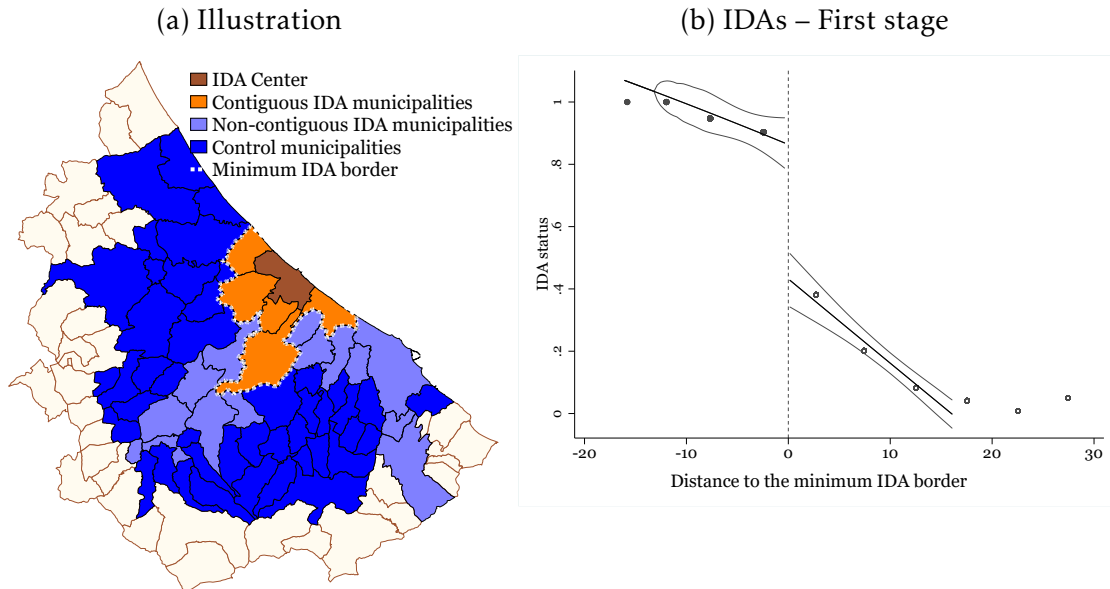 (a) Illustration
IDA Center
Contiguous IDA municipalities
Non-contiguous IDA municipalities
Control municipalities
Minimum IDA border
(b) IDAs – First stage
IDA status
1
.8
.6
.4
.2
0
-20
-10
0
10
20
30
Distance to the minimum IDA border